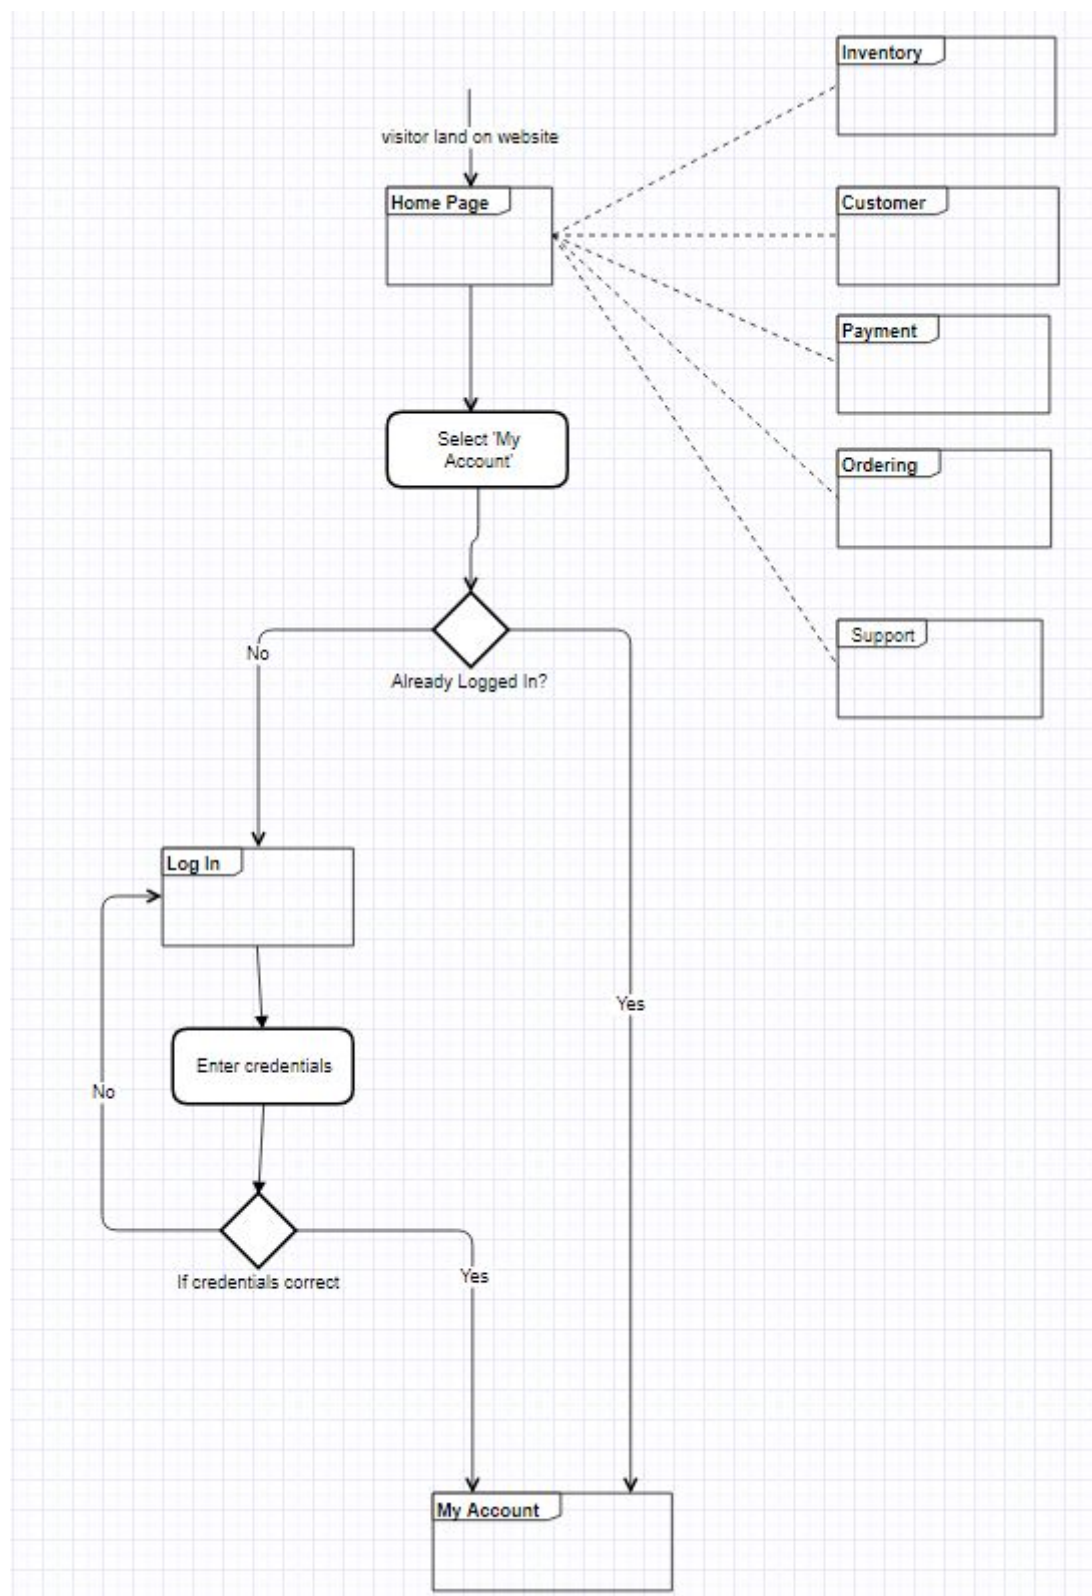 Inventory
visitor land on website
Home Page
Customer
Payment
Select 'My
Account'
Ordering
Support
No
Already Logged In?
Log In
Yes
Enter credentials
No
If credentials correct
Yes
My Account